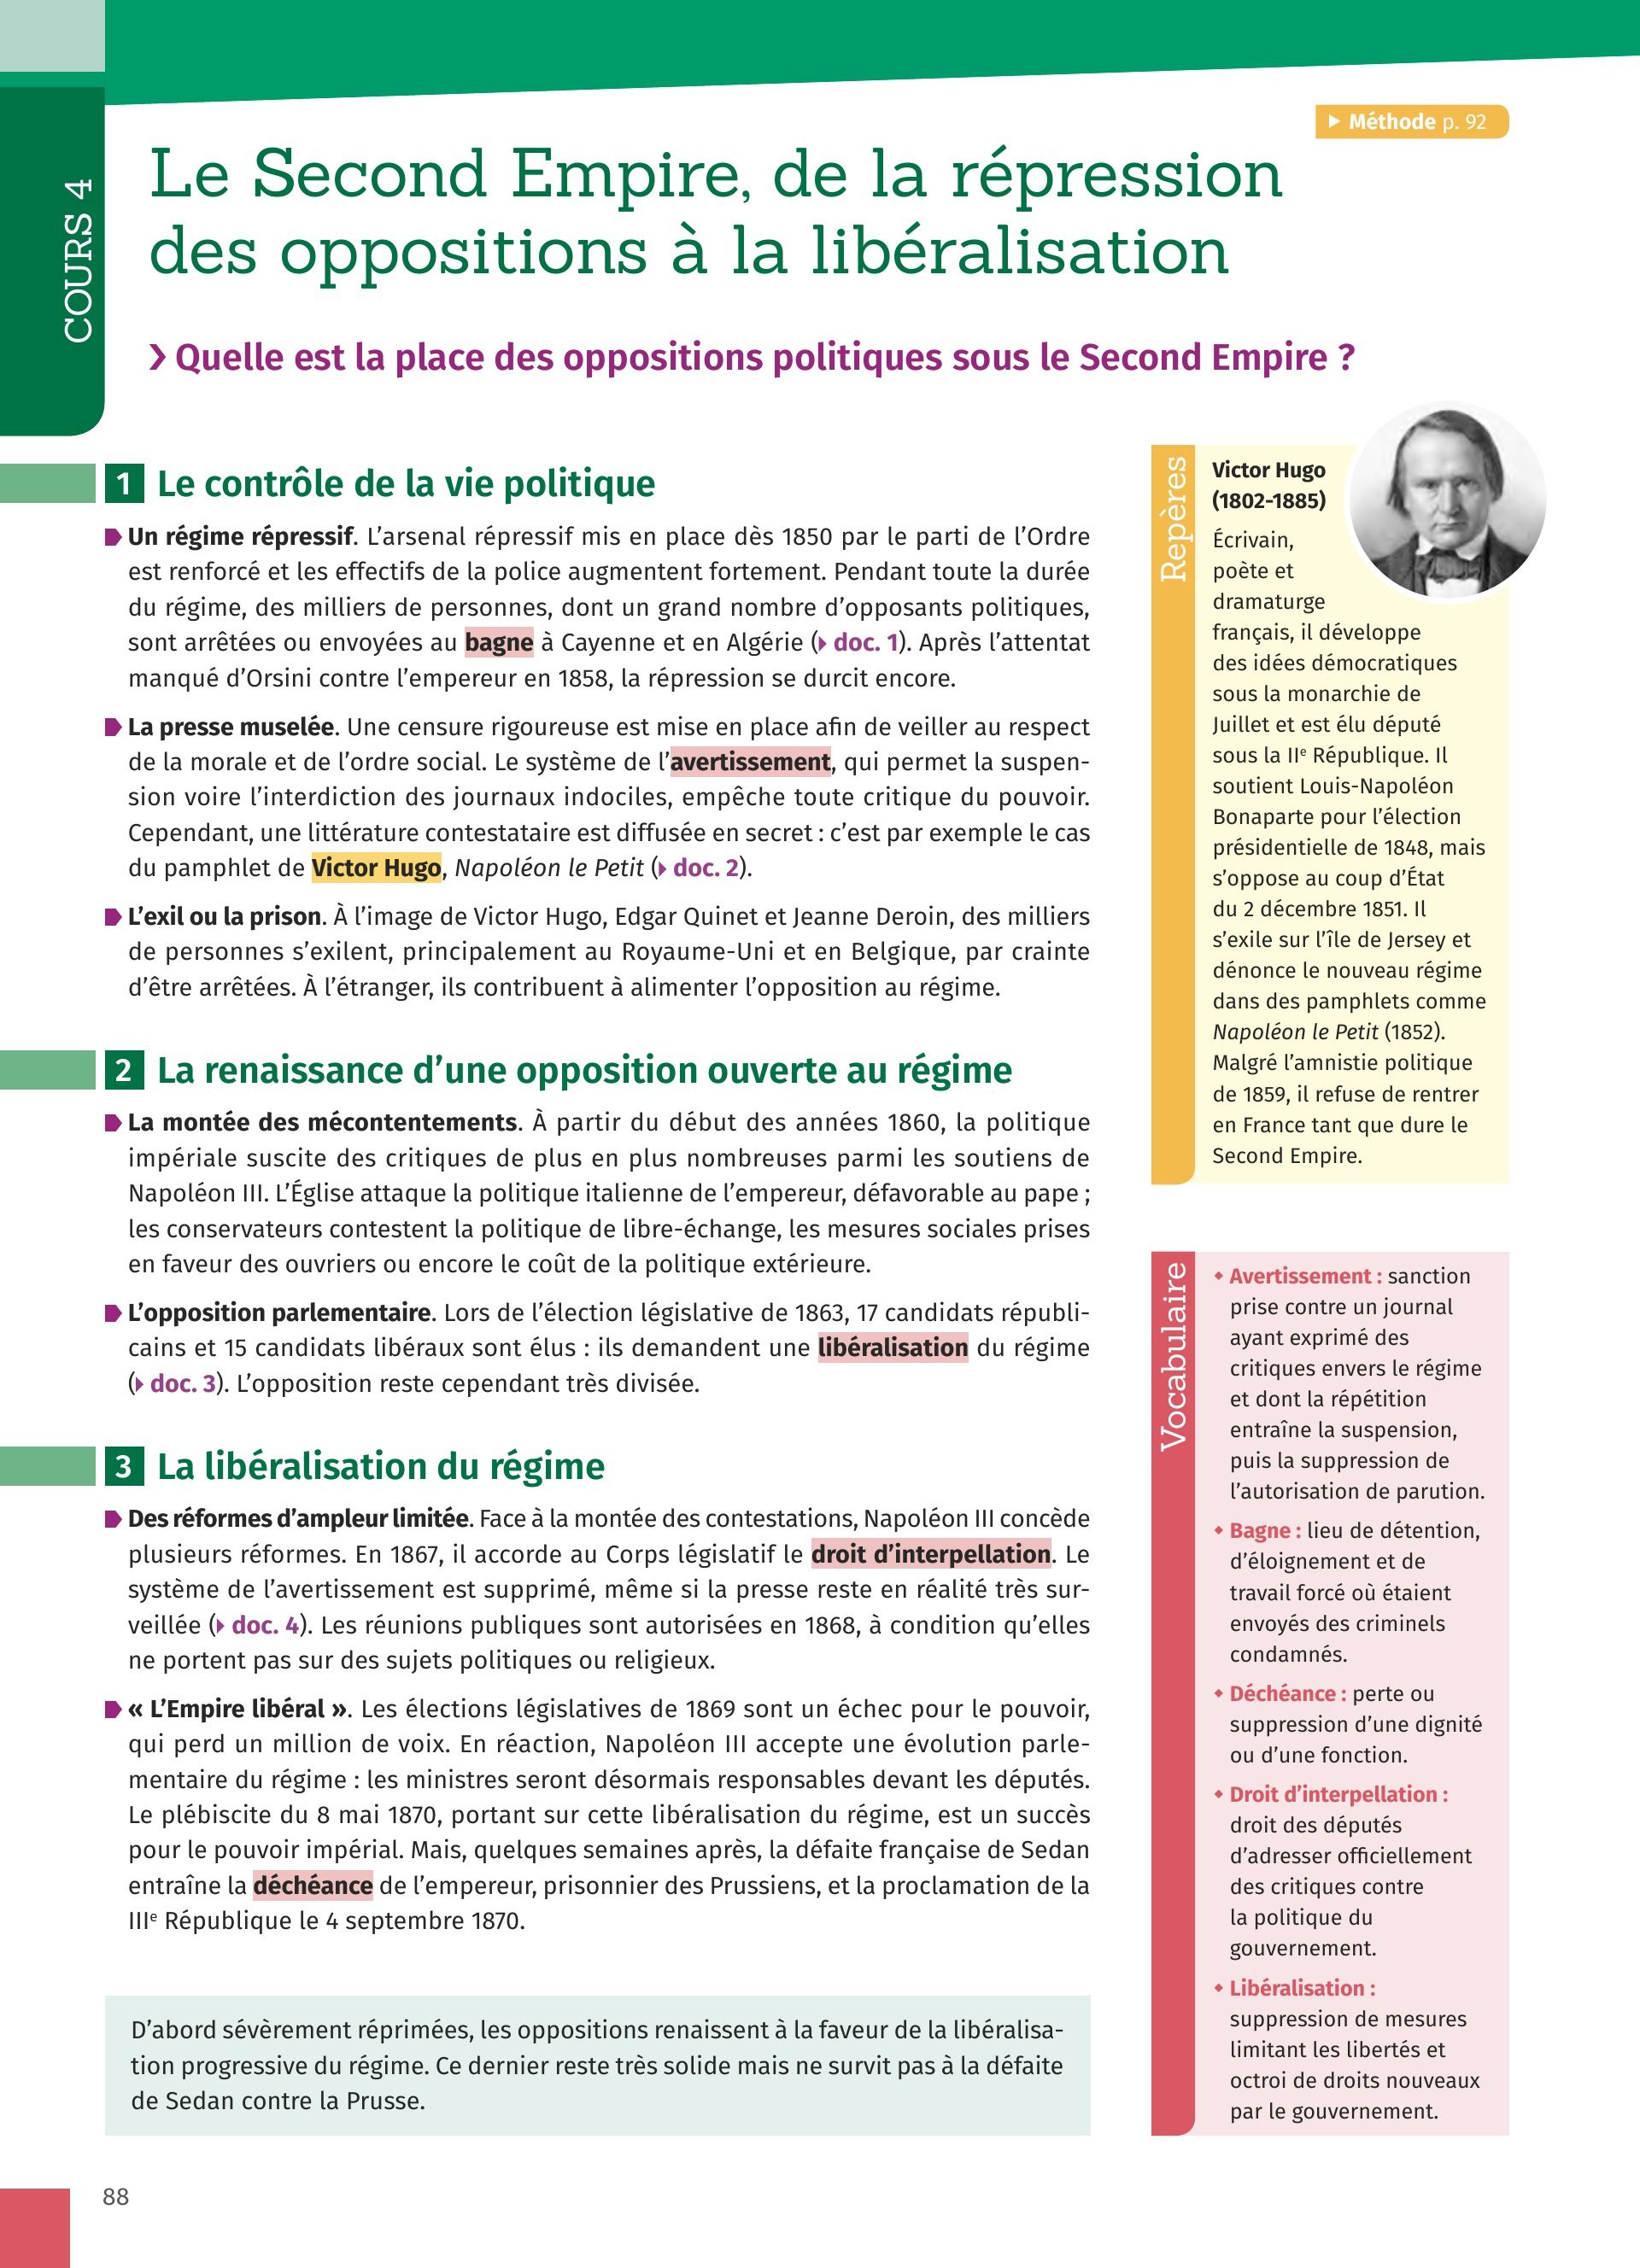 COURS 4
Méthode p. 92
Le Second Empire, de la répression
des oppositions à la libéralisation
Quelle est la place des oppositions politiques sous le Second Empire ?
1 Le contrôle de la vie politique
Un régime répressif. L’arsenal répressif mis en place dès 1850 par le parti de l’Ordre
est renforcé et les effectifs de la police augmentent fortement. Pendant toute la durée
du régime, des milliers de personnes, dont un grand nombre d’opposants politiques,
sont arrêtées ou envoyées au bagne à Cayenne et en Algérie (doc. 1). Après l’attentat
manqué d’Orsini contre l’empereur en 1858, la répression se durcit encore.
La presse muselée. Une censure rigoureuse est mise en place afin de veiller au respect
de la morale et de l’ordre social. Le système de l’avertissement, qui permet la suspen-
sion voire l’interdiction des journaux indociles, empêche toute critique du pouvoir.
Cependant, une littérature contestataire est diffusée en secret : c’est par exemple le cas
du pamphlet de Victor Hugo, Napoléon le Petit (doc. 2).
L’exil ou la prison. À l’image de Victor Hugo, Edgar Quinet et Jeanne Deroin, des milliers
de personnes s’exilent, principalement au Royaume-Uni et en Belgique, par crainte
d’être arrêtées. À l’étranger, ils contribuent à alimenter l’opposition au régime.
2 La renaissance d’une opposition ouverte au régime
La montée des mécontentements. À partir du début des années 1860, la politique
impériale suscite des critiques de plus en plus nombreuses parmi les soutiens de
Napoléon III. L’Église attaque la politique italienne de l’empereur, défavorable au pape ;
les conservateurs contestent la politique de libre-échange, les mesures sociales prises
en faveur des ouvriers ou encore le coût de la politique extérieure.
L’opposition parlementaire. Lors de l’élection législative de 1863, 17 candidats républi-
cains et 15 candidats libéraux sont élus : ils demandent une libéralisation du régime
(doc. 3). L’opposition reste cependant très divisée.
3 La libéralisation du régime
Des réformes d’ampleur limitée. Face à la montée des contestations, Napoléon III concède
plusieurs réformes. En 1867, il accorde au Corps législatif le droit d’interpellation. Le
système de l’avertissement est supprimé, même si la presse reste en réalité très sur-
veillée (doc. 4). Les réunions publiques sont autorisées en 1868, à condition qu’elles
ne portent pas sur des sujets politiques ou religieux.
« L’Empire libéral ». Les élections législatives de 1869 sont un échec pour le pouvoir,
qui perd un million de voix. En réaction, Napoléon III accepte une évolution parle-
mentaire du régime : les ministres seront désormais responsables devant les députés.
Le plébiscite du 8 mai 1870, portant sur cette libéralisation du régime, est un succès
pour le pouvoir impérial. Mais, quelques semaines après, la défaite française de Sedan
entraîne la déchéance de l’empereur, prisonnier des Prussiens, et la proclamation de la
IIIe République le 4 septembre 1870.
D’abord sévèrement réprimées, les oppositions renaissent à la faveur de la libéralisa-
tion progressive du régime. Ce dernier reste très solide mais ne survit pas à la défaite
de Sedan contre la Prusse.
Repères
Victor Hugo
(1802-1885)
Écrivain,
poète et
dramaturge
français, il développe
des idées démocratiques
sous la monarchie de
Juillet et est élu député
sous la IIe République. Il
soutient Louis-Napoléon
Bonaparte pour l’élection
présidentielle de 1848, mais
s’oppose au coup d’État
du 2 décembre 1851. Il
s’exile sur l’île de Jersey et
dénonce le nouveau régime
dans des pamphlets comme
Napoléon le Petit (1852).
Malgré l’amnistie politique
de 1859, il refuse de rentrer
en France tant que dure le
Second Empire.
Vocabulaire
Avertissement : sanction
prise contre un journal
ayant exprimé des
critiques envers le régime
et dont la répétition
entraîne la suspension,
puis la suppression de
l’autorisation de parution.
Bagne : lieu de détention,
d’éloignement et de
travail forcé où étaient
envoyés des criminels
condamnés.
Déchéance : perte ou
suppression d’une dignité
ou d’une fonction.
Droit d’interpellation :
droit des députés
d’adresser officiellement
des critiques contre
la politique du
gouvernement.
Libéralisation :
suppression de mesures
limitant les libertés et
octroi de droits nouveaux
par le gouvernement.
88